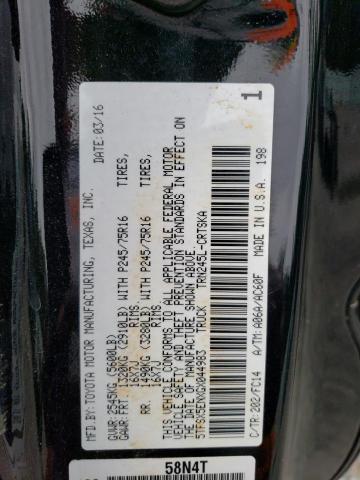 MFD. BY: TOYOTA MOTOR MANUFACTURING, TEXAS, INC.
DATE: 03/16
GVWR: 2545KG (5600LB)
GAWR: FRT. 1320KG (2910LB) WITH P245/75R16 TIRES,
16X7J RIMS.
RR. 1490KG (3280LB) WITH P245/75R16 TIRES,
16X7J RIMS.
THIS VEHICLE CONFORMS TO ALL APPLICABLE FEDERAL MOTOR
VEHICLE SAFETY AND THEFT PREVENTION STANDARDS IN EFFECT ON
THE DATE OF MANUFACTURE SHOWN ABOVE.
5TFSX5ENXGX044983 TRN245L-CRTSKA
TRUCK
C/TR:202/FC14 A/TM:A06A/AC60F MADE IN U.S.A. 198
1
58N4T